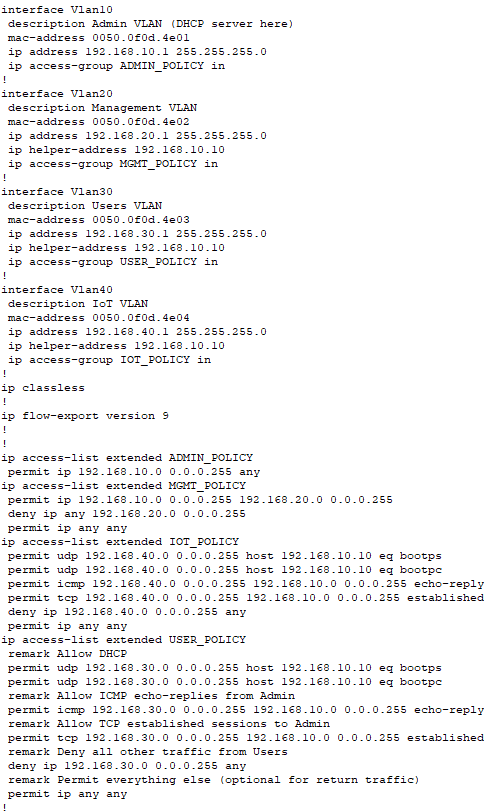 interface Vlan10
 description Admin VLAN (DHCP server here)
 mac-address 0050.0f0d.4e01
 ip address 192.168.10.1 255.255.255.0
 ip access-group ADMIN_POLICY in
!
interface Vlan20
 description Management VLAN
 mac-address 0050.0f0d.4e02
 ip address 192.168.20.1 255.255.255.0
 ip helper-address 192.168.10.10
 ip access-group MGMT_POLICY in
!
interface Vlan30
 description Users VLAN
 mac-address 0050.0f0d.4e03
 ip address 192.168.30.1 255.255.255.0
 ip helper-address 192.168.10.10
 ip access-group USER_POLICY in
!
interface Vlan40
 description IoT VLAN
 mac-address 0050.0f0d.4e04
 ip address 192.168.40.1 255.255.255.0
 ip helper-address 192.168.10.10
 ip access-group IOT_POLICY in
!
ip classless
!
ip flow-export version 9
!
!
ip access-list extended ADMIN_POLICY
 permit ip 192.168.10.0 0.0.0.255 any
ip access-list extended MGMT_POLICY
 permit ip 192.168.10.0 0.0.0.255 192.168.20.0 0.0.0.255
 deny ip any 192.168.20.0 0.0.0.255
 permit ip any any
ip access-list extended IOT_POLICY
 permit udp 192.168.40.0 0.0.0.255 host 192.168.10.10 eq bootps
 permit udp 192.168.40.0 0.0.0.255 host 192.168.10.10 eq bootpc
 permit icmp 192.168.40.0 0.0.0.255 192.168.10.0 0.0.0.255 echo-reply
 permit tcp 192.168.40.0 0.0.0.255 192.168.10.0 0.0.0.255 established
 deny ip 192.168.40.0 0.0.0.255 any
 permit ip any any
ip access-list extended USER_POLICY
 remark Allow DHCP
 permit udp 192.168.30.0 0.0.0.255 host 192.168.10.10 eq bootps
 permit udp 192.168.30.0 0.0.0.255 host 192.168.10.10 eq bootpc
 remark Allow ICMP echo-replies from Admin
 permit icmp 192.168.30.0 0.0.0.255 192.168.10.0 0.0.0.255 echo-reply
 remark Allow TCP established sessions to Admin
 permit tcp 192.168.30.0 0.0.0.255 192.168.10.0 0.0.0.255 established
 remark Deny all other traffic from Users
 deny ip 192.168.30.0 0.0.0.255 any
 remark Permit everything else (optional for return traffic)
 permit ip any any
!